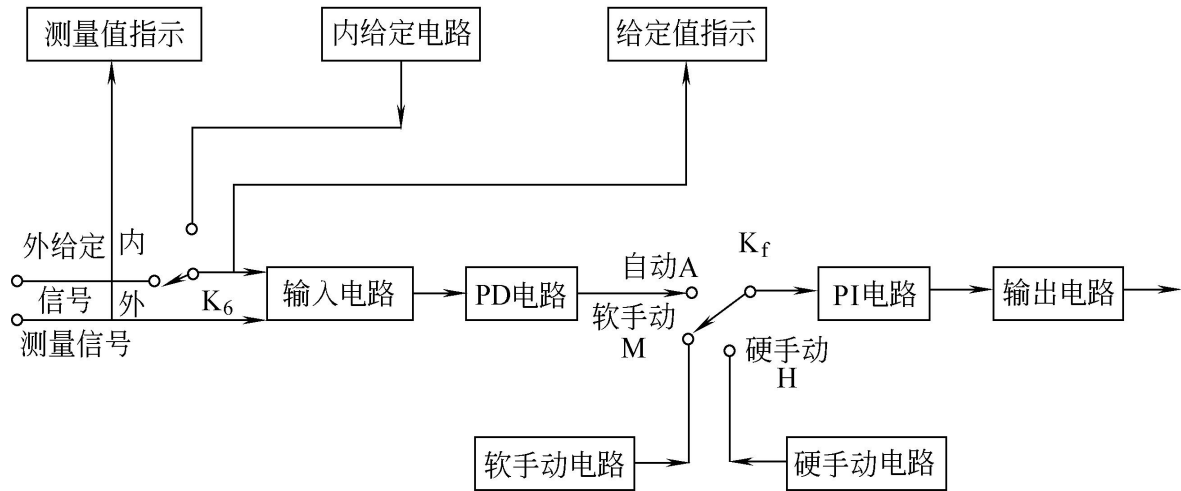 测量值指示
内给定电路
给定值指示
外给定
内
信号
外
测量信号
K6
输入电路
PD电路
自动A
软手动
M
Kf
硬手动
H
PI电路
输出电路
软手动电路
硬手动电路